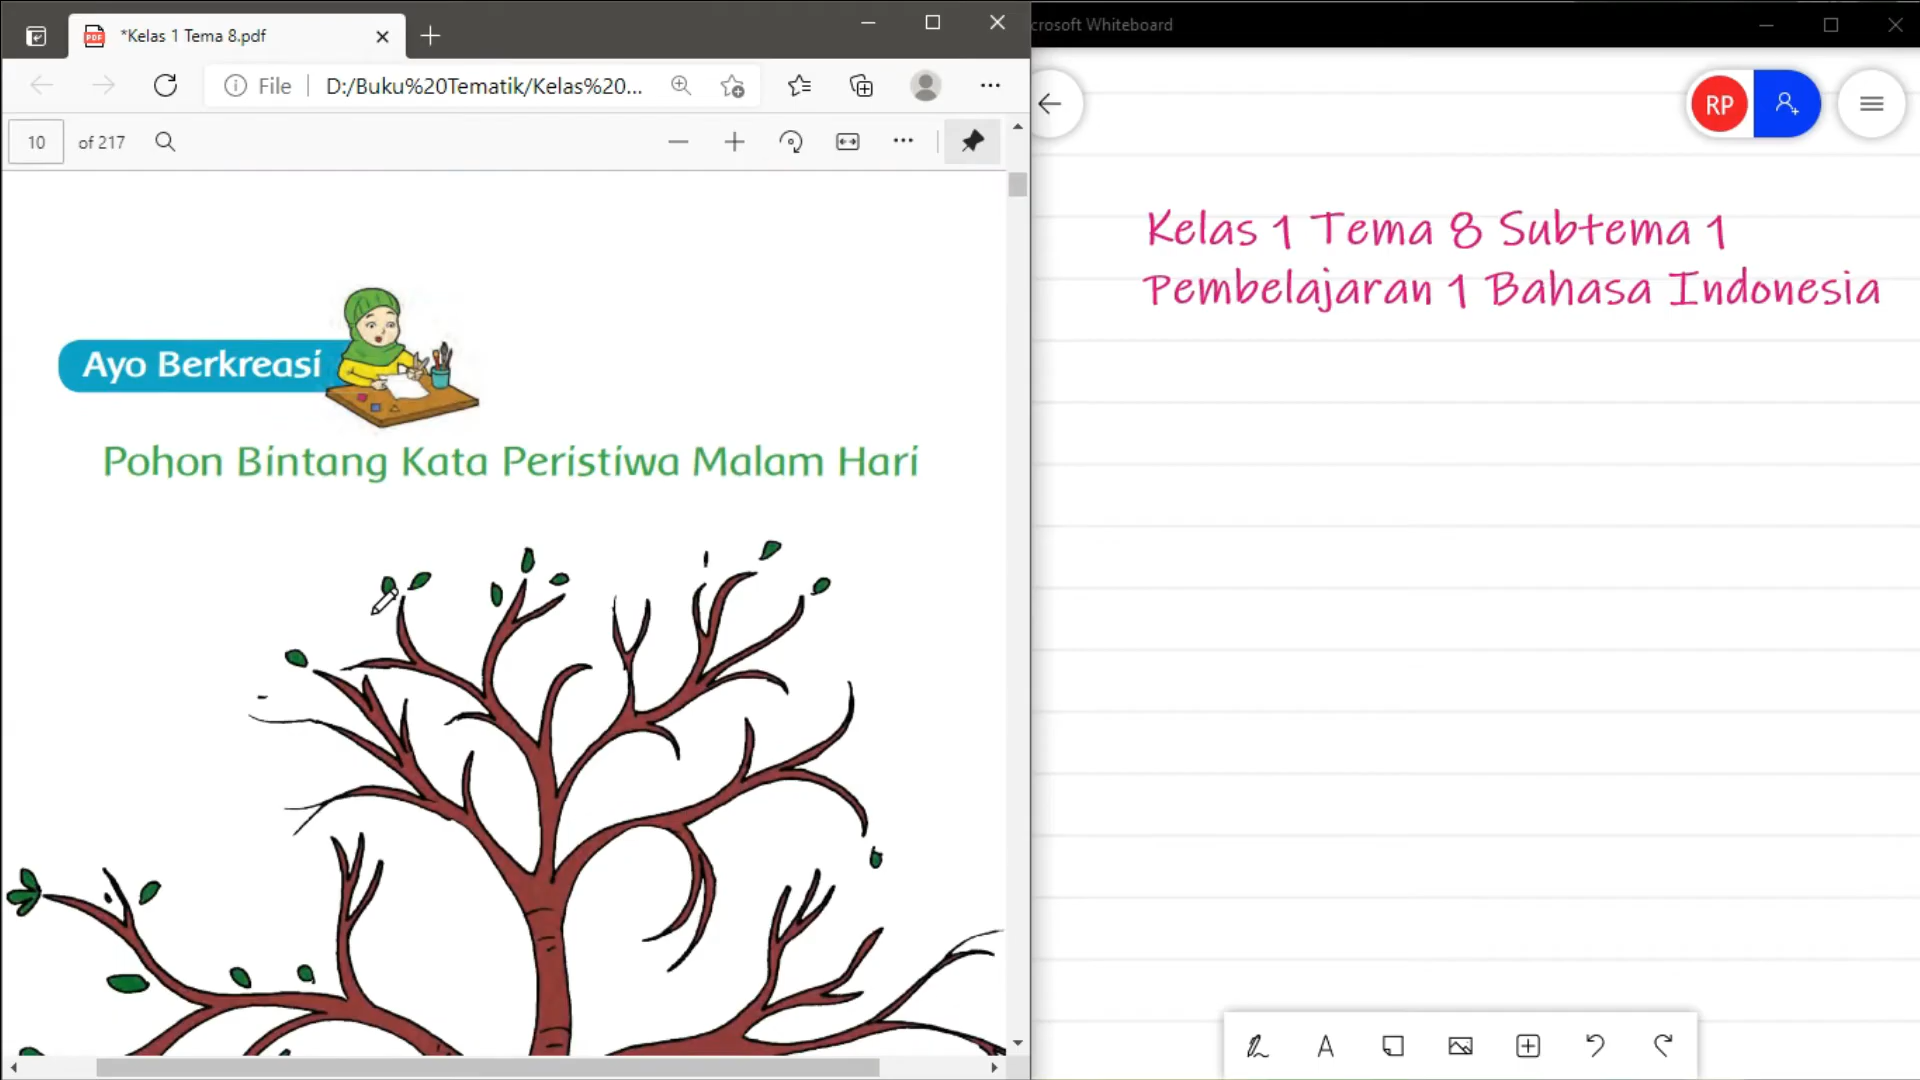 *Kelas 1 Tema 8.pdf
File
D:/Buku%20Tematik/Kelas%20...
10 of 217
Ayo Berkreasi
Pohon Bintang Kata Peristiwa Malam Hari
crosoft Whiteboard
RP
Kelas 1 Tema 8 Subtema 1
Pembelajaran 1 Bahasa Indonesia